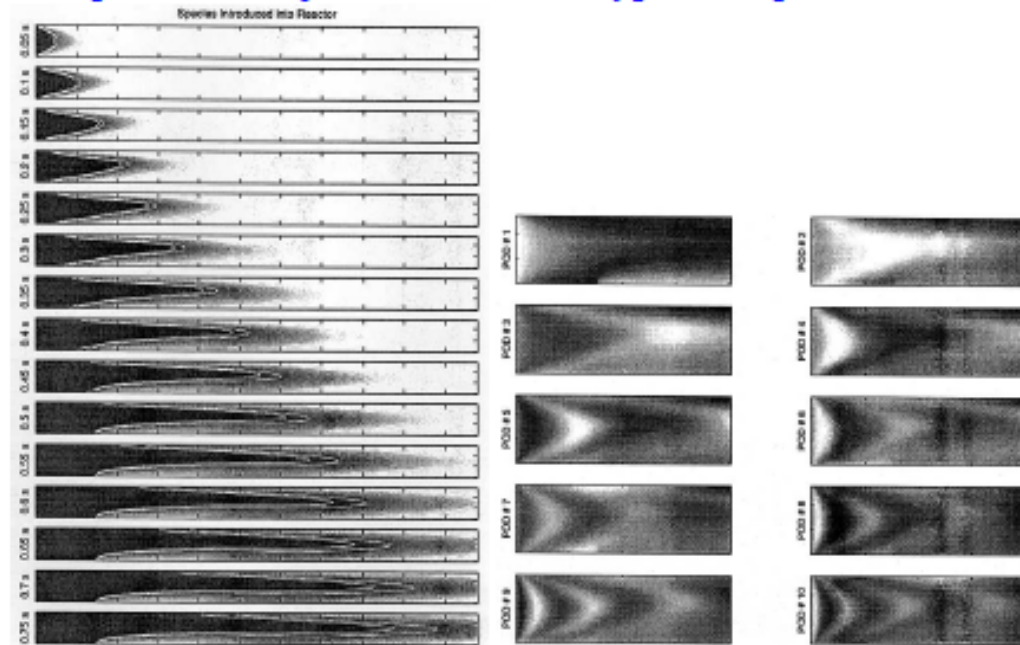 Species Introduced into Reactor
0.05 s
0.1 s
0.15 s
0.2 s
0.25 s
0.3 s
0.35 s
0.4 s
0.45 s
0.5 s
0.55 s
0.6 s
0.65 s
0.7 s
0.75 s
POD # 1
POD # 2
POD # 3
POD # 4
POD # 5
POD # 6
POD # 7
POD # 8
POD # 9
POD # 10